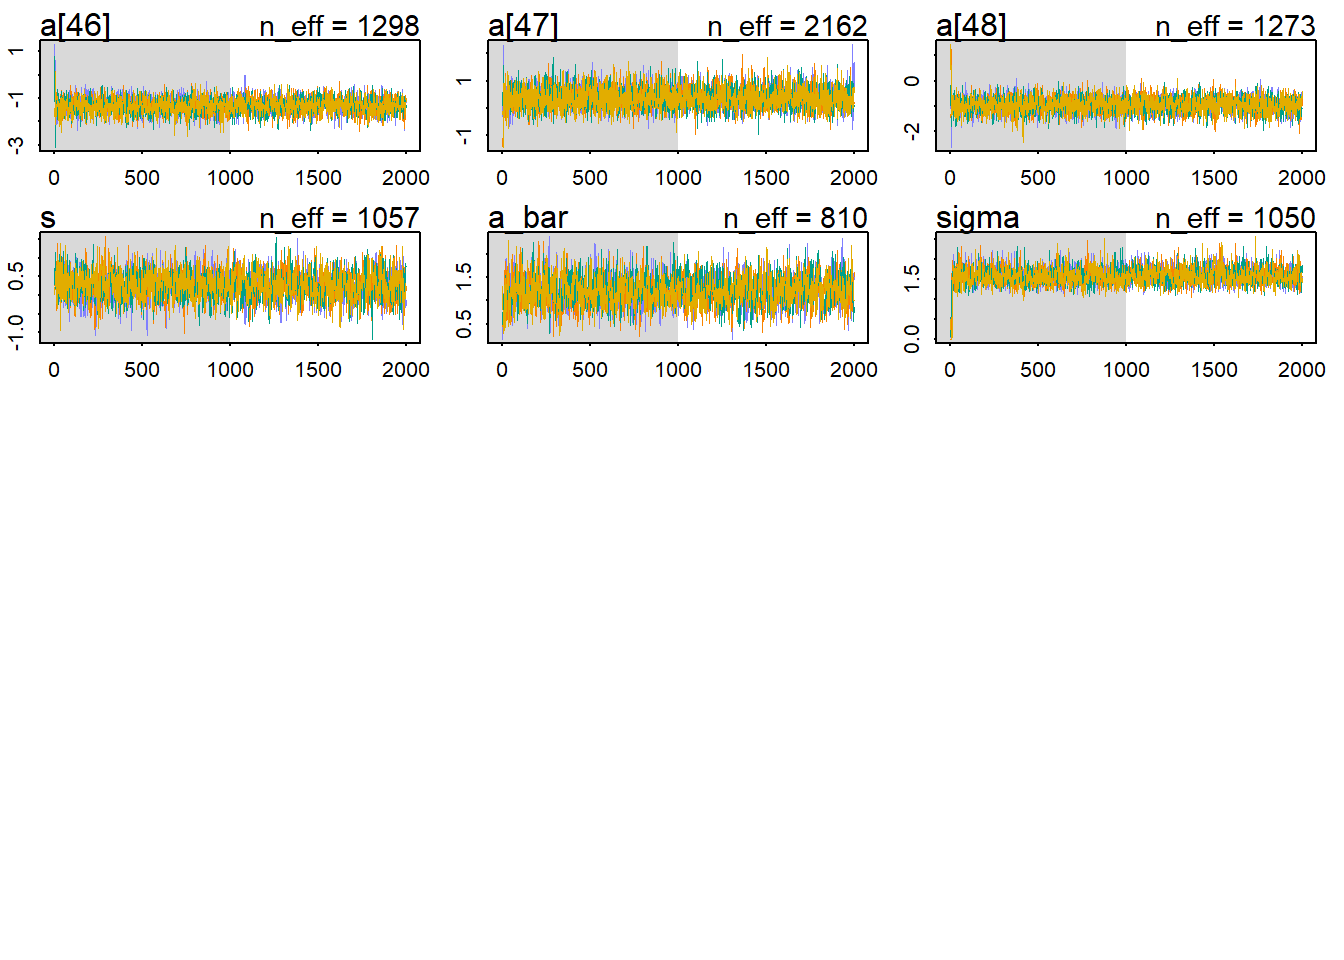 a[46] n_eff = 1298 a[47] n_eff = 2162 a[48] n_eff = 1273
1 -1 -3 1 -1 0 -2
0 500 1000 1500 2000 0 500 1000 1500 2000 0 500 1000 1500 2000
s n_eff = 1057 a_bar n_eff = 810 sigma n_eff = 1050
0.5 -1.0 1.5 0.5 1.5 0.0
0 500 1000 1500 2000 0 500 1000 1500 2000 0 500 1000 1500 2000